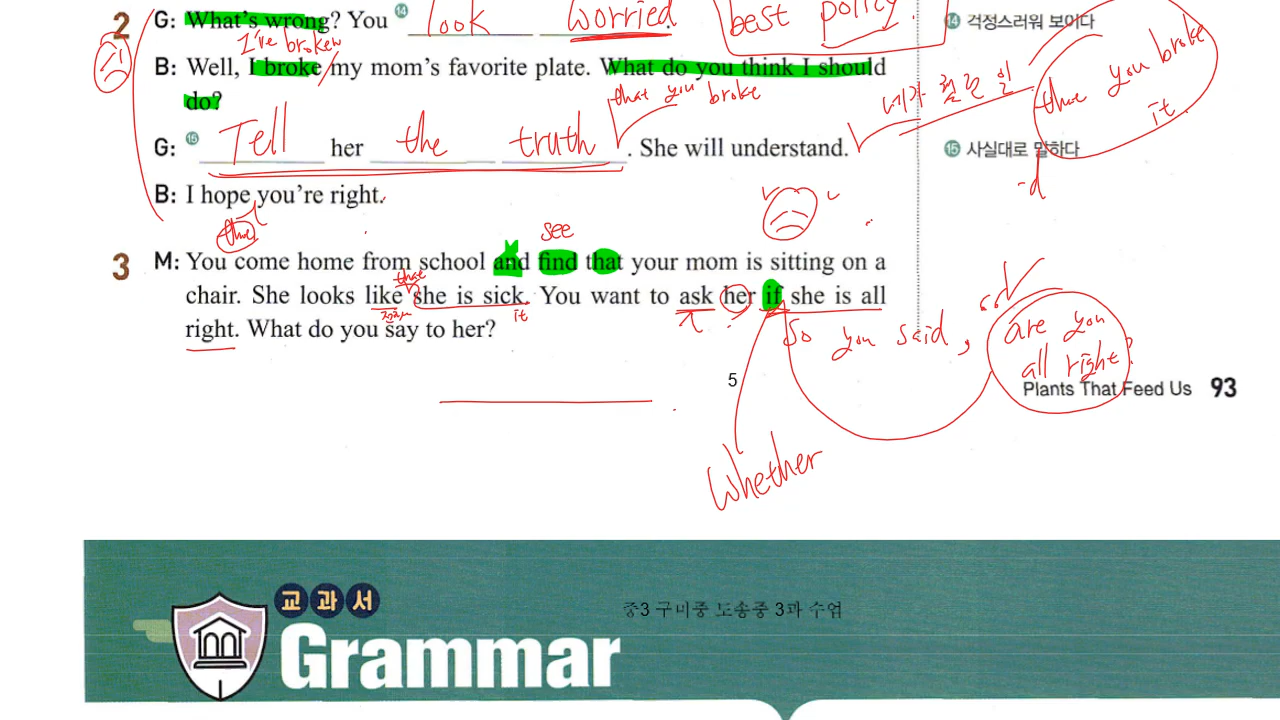 best policy.
2 G: What's wrong? You ⑭ look worried
⑭ 걱정스러워 보이다
I've broken
B: Well, I broke my mom's favorite plate. What do you think I should
do?
that you broke
네가 저지른 일
that you broke
it
G: ⑮ Tell her the truth. She will understand.
⑮ 사실대로 말하다
B: I hope you're right.
that
see
3 M: You come home from school and find that your mom is sitting on a
that
chair. She looks like she is sick. You want to ask her if she is all
it
right. What do you say to her?
So you said, "are you
all right?
5
Plants That Feed Us 93
Whether
교과서
Grammar
중3 구미중 도송중 3과 수업